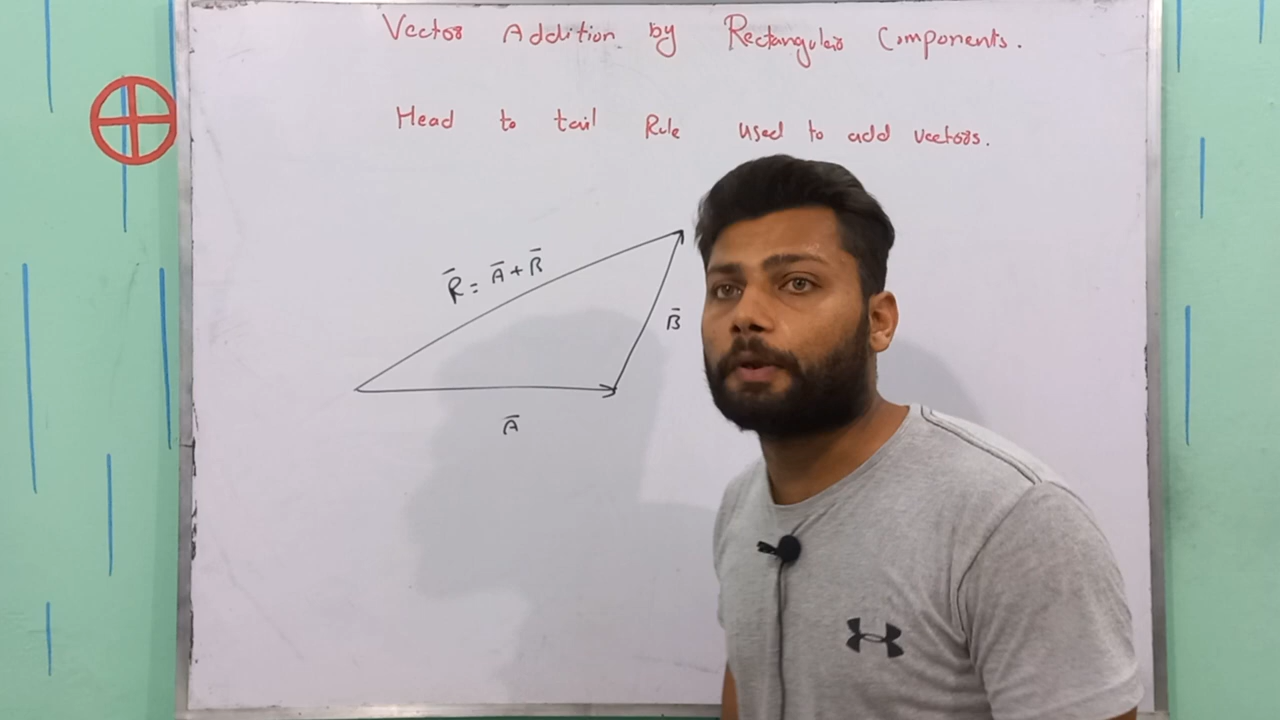 Vector Addition by Rectangular Components.
Head to tail Rule used to add vectors.
R̄ = Ā + B̄
B̄
Ā